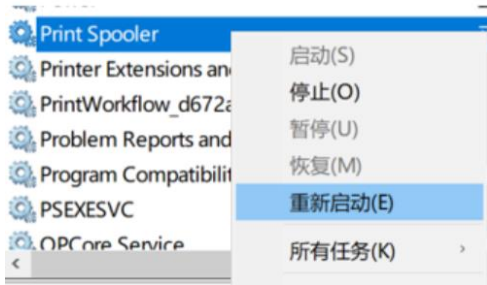 Print Spooler
Printer Extensions an
PrintWorkflow_d672a
Problem Reports and
Program Compatibilit
PSEXESVC
OPCore Service
启动(S)
停止(O)
暂停(U)
恢复(M)
重新启动(E)
所有任务(K)